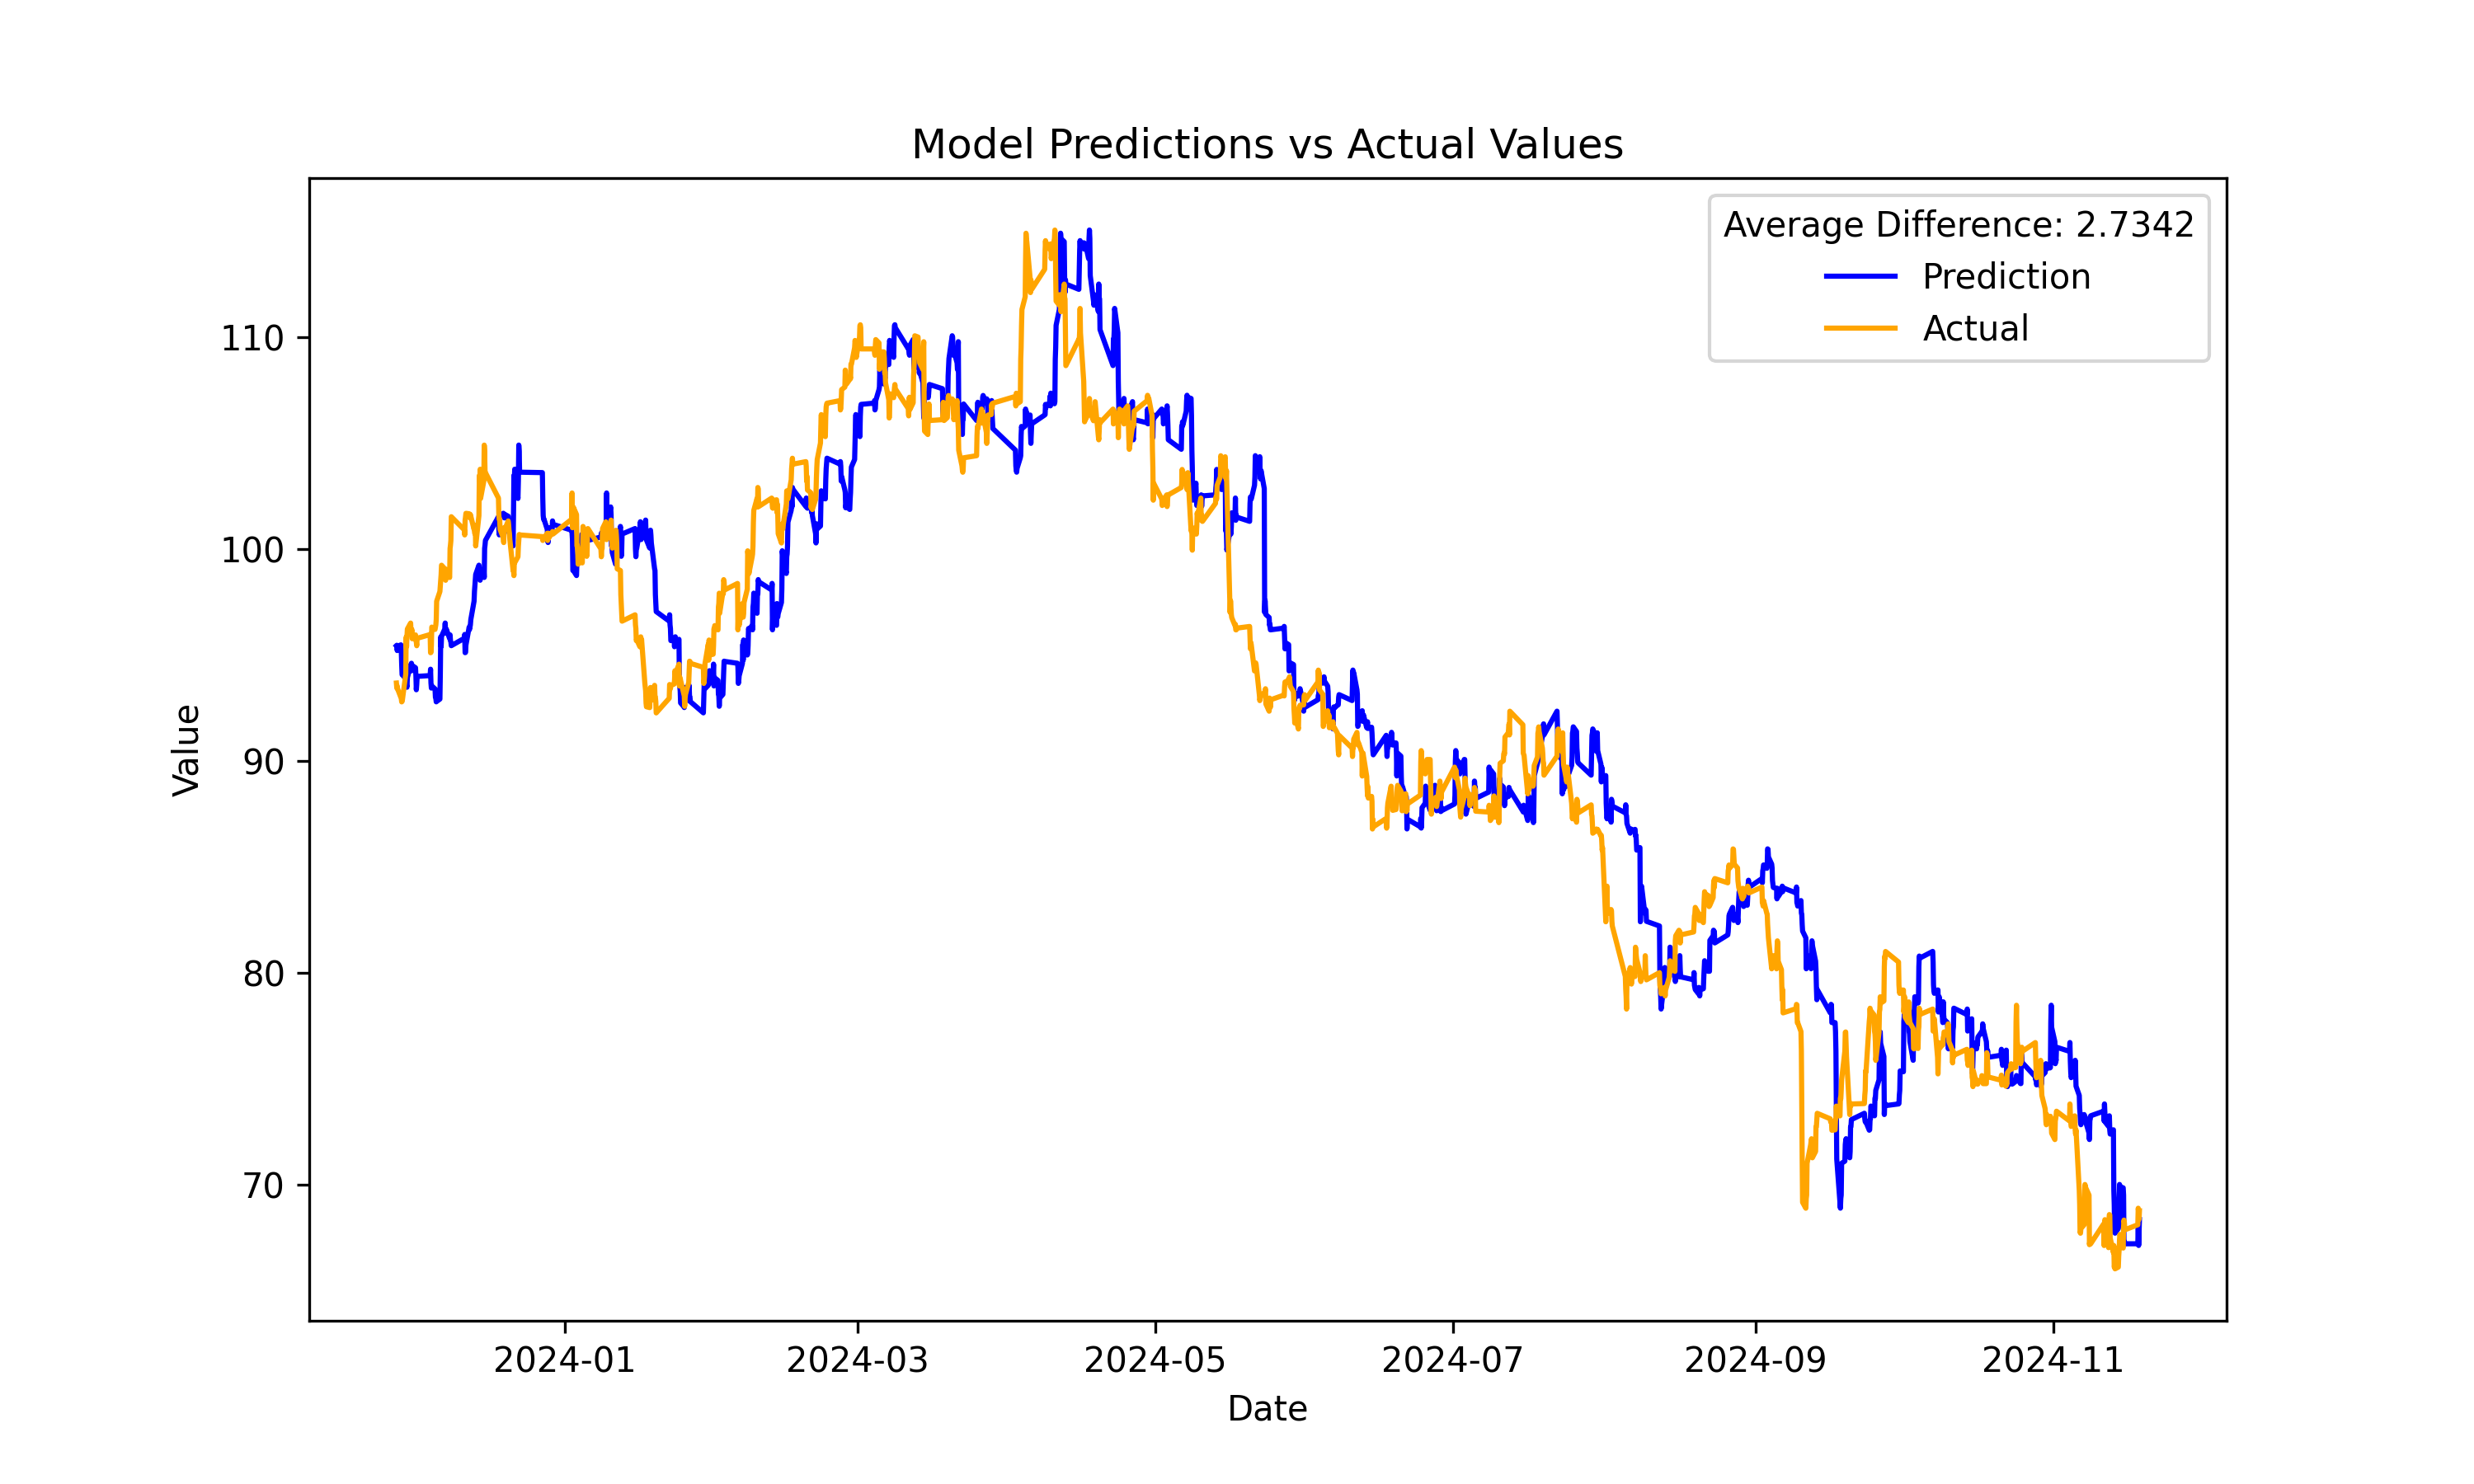 Model Predictions vs Actual Values
Average Difference: 2.7342
Prediction
Actual
110
100
90
80
70
Value
2024-01
2024-03
2024-05
2024-07
2024-09
2024-11
Date